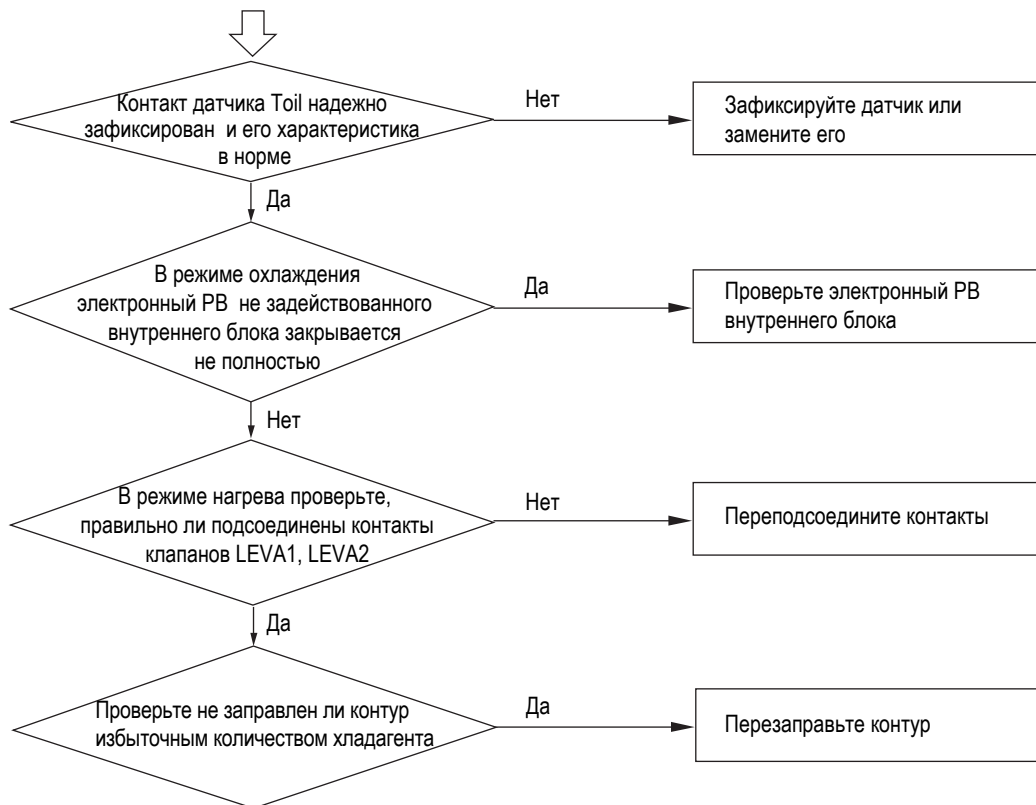 Контакт датчика Toil надежно
зафиксирован и его характеристика
в норме
Нет
Зафиксируйте датчик или
замените его
Да
В режиме охлаждения
электронный РВ не задействованного
внутреннего блока закрывается
не полностью
Да
Проверьте электронный РВ
внутреннего блока
Нет
В режиме нагрева проверьте,
правильно ли подсоединены контакты
клапанов LEVA1, LEVA2
Нет
Переподсоедините контакты
Да
Проверьте не заправлен ли контур
избыточным количеством хладагента
Да
Перезаправьте контур